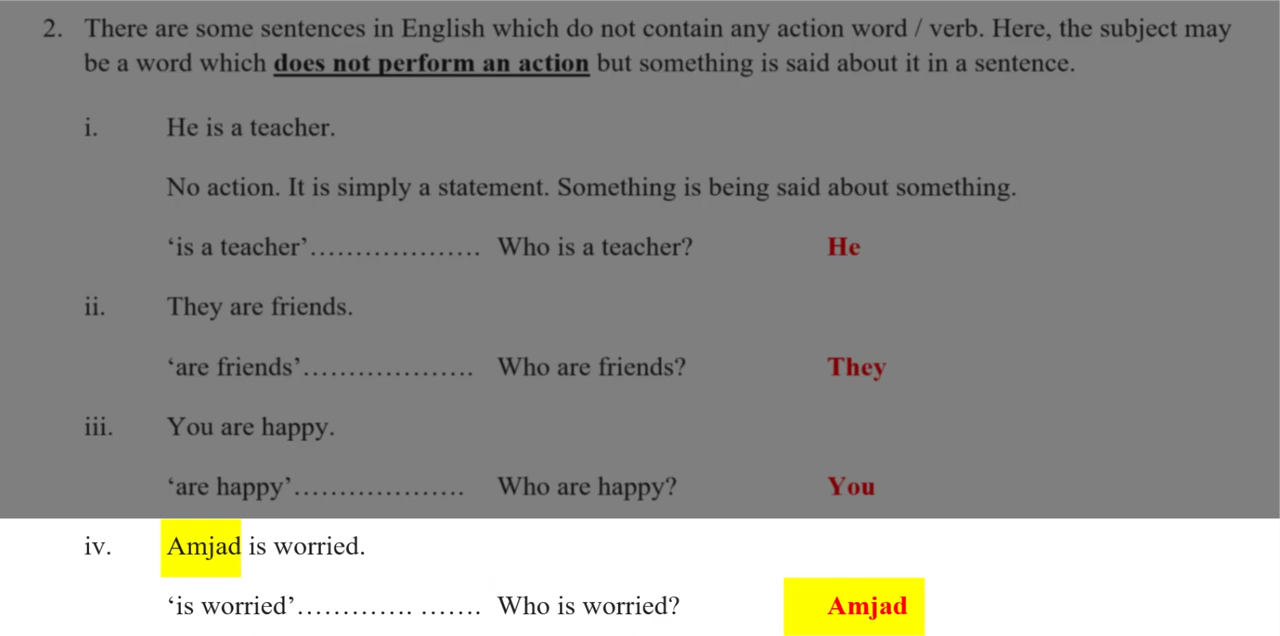 2. There are some sentences in English which do not contain any action word / verb. Here, the subject may
be a word which does not perform an action but something is said about it in a sentence.
i. He is a teacher.
No action. It is simply a statement. Something is being said about something.
‘is a teacher’………………. Who is a teacher? He
ii. They are friends.
‘are friends’………………. Who are friends? They
iii. You are happy.
‘are happy’………………. Who are happy? You
iv. Amjad is worried.
‘is worried’…………. ……. Who is worried? Amjad